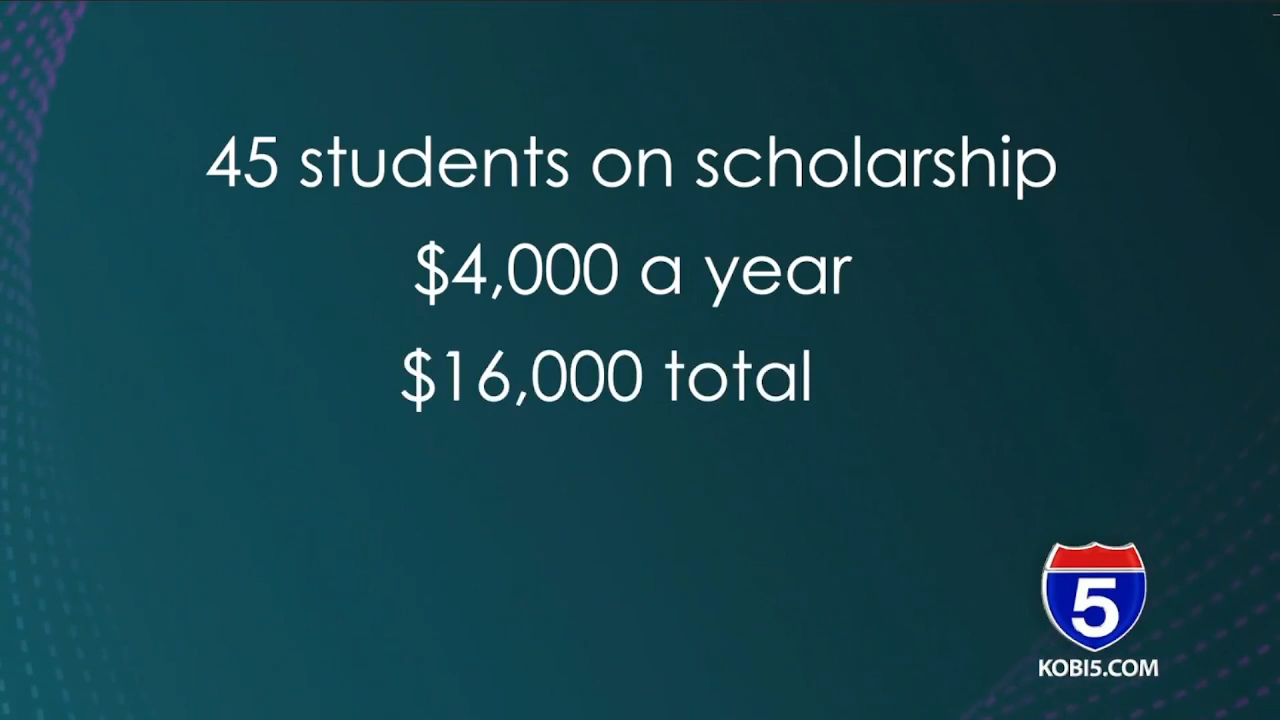 45 students on scholarship
$4,000 a year
$16,000 total
5
KOBI5.COM